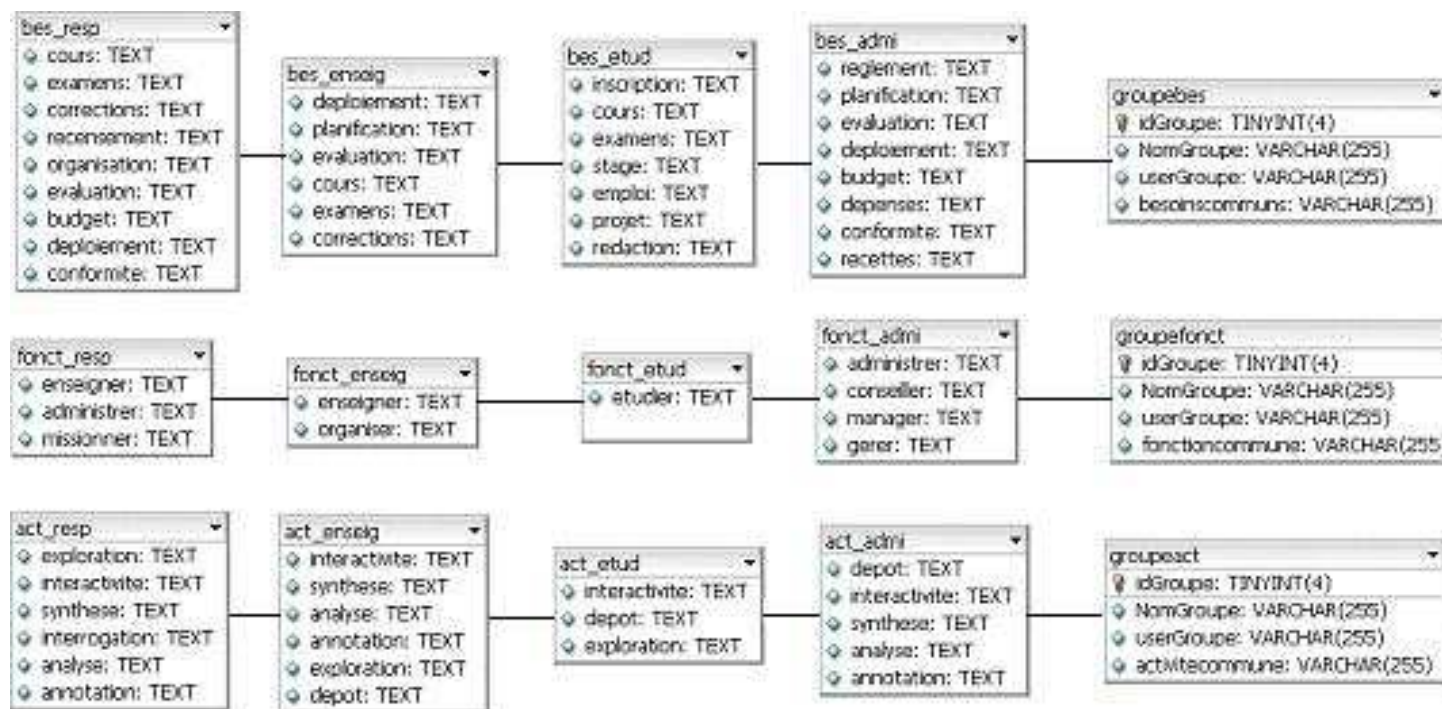 bes_resp
cours: TEXT
examens: TEXT
corrections: TEXT
recensement: TEXT
organisation: TEXT
evaluation: TEXT
budget: TEXT
deploiement: TEXT
conformite: TEXT
bes_enseig
deploiement: TEXT
planification: TEXT
evaluation: TEXT
cours: TEXT
examens: TEXT
corrections: TEXT
bes_etud
inscription: TEXT
cours: TEXT
examens: TEXT
stage: TEXT
emploi: TEXT
projet: TEXT
redaction: TEXT
bes_admi
reglement: TEXT
planification: TEXT
evaluation: TEXT
deploiement: TEXT
budget: TEXT
depenses: TEXT
conformite: TEXT
recettes: TEXT
groupebes
idGroupe: TINYINT(4)
NomGroupe: VARCHAR(255)
userGroupe: VARCHAR(255)
besoinscommuns: VARCHAR(255)
fonct_resp
enseigner: TEXT
administrer: TEXT
missionner: TEXT
fonct_enseig
enseigner: TEXT
organiser: TEXT
fonct_etud
etudier: TEXT
fonct_admi
administrer: TEXT
conseiller: TEXT
manager: TEXT
gerer: TEXT
groupefonct
idGroupe: TINYINT(4)
NomGroupe: VARCHAR(255)
userGroupe: VARCHAR(255)
fonctioncommune: VARCHAR(255
act_resp
exploration: TEXT
interactivite: TEXT
synthese: TEXT
interrogation: TEXT
analyse: TEXT
annotation: TEXT
act_enseig
interactivite: TEXT
synthese: TEXT
analyse: TEXT
annotation: TEXT
exploration: TEXT
depot: TEXT
act_etud
interactivite: TEXT
depot: TEXT
exploration: TEXT
act_admi
depot: TEXT
interactivite: TEXT
synthese: TEXT
analyse: TEXT
annotation: TEXT
groupeact
idGroupe: TINYINT(4)
NomGroupe: VARCHAR(255)
userGroupe: VARCHAR(255)
activitecommune: VARCHAR(255)